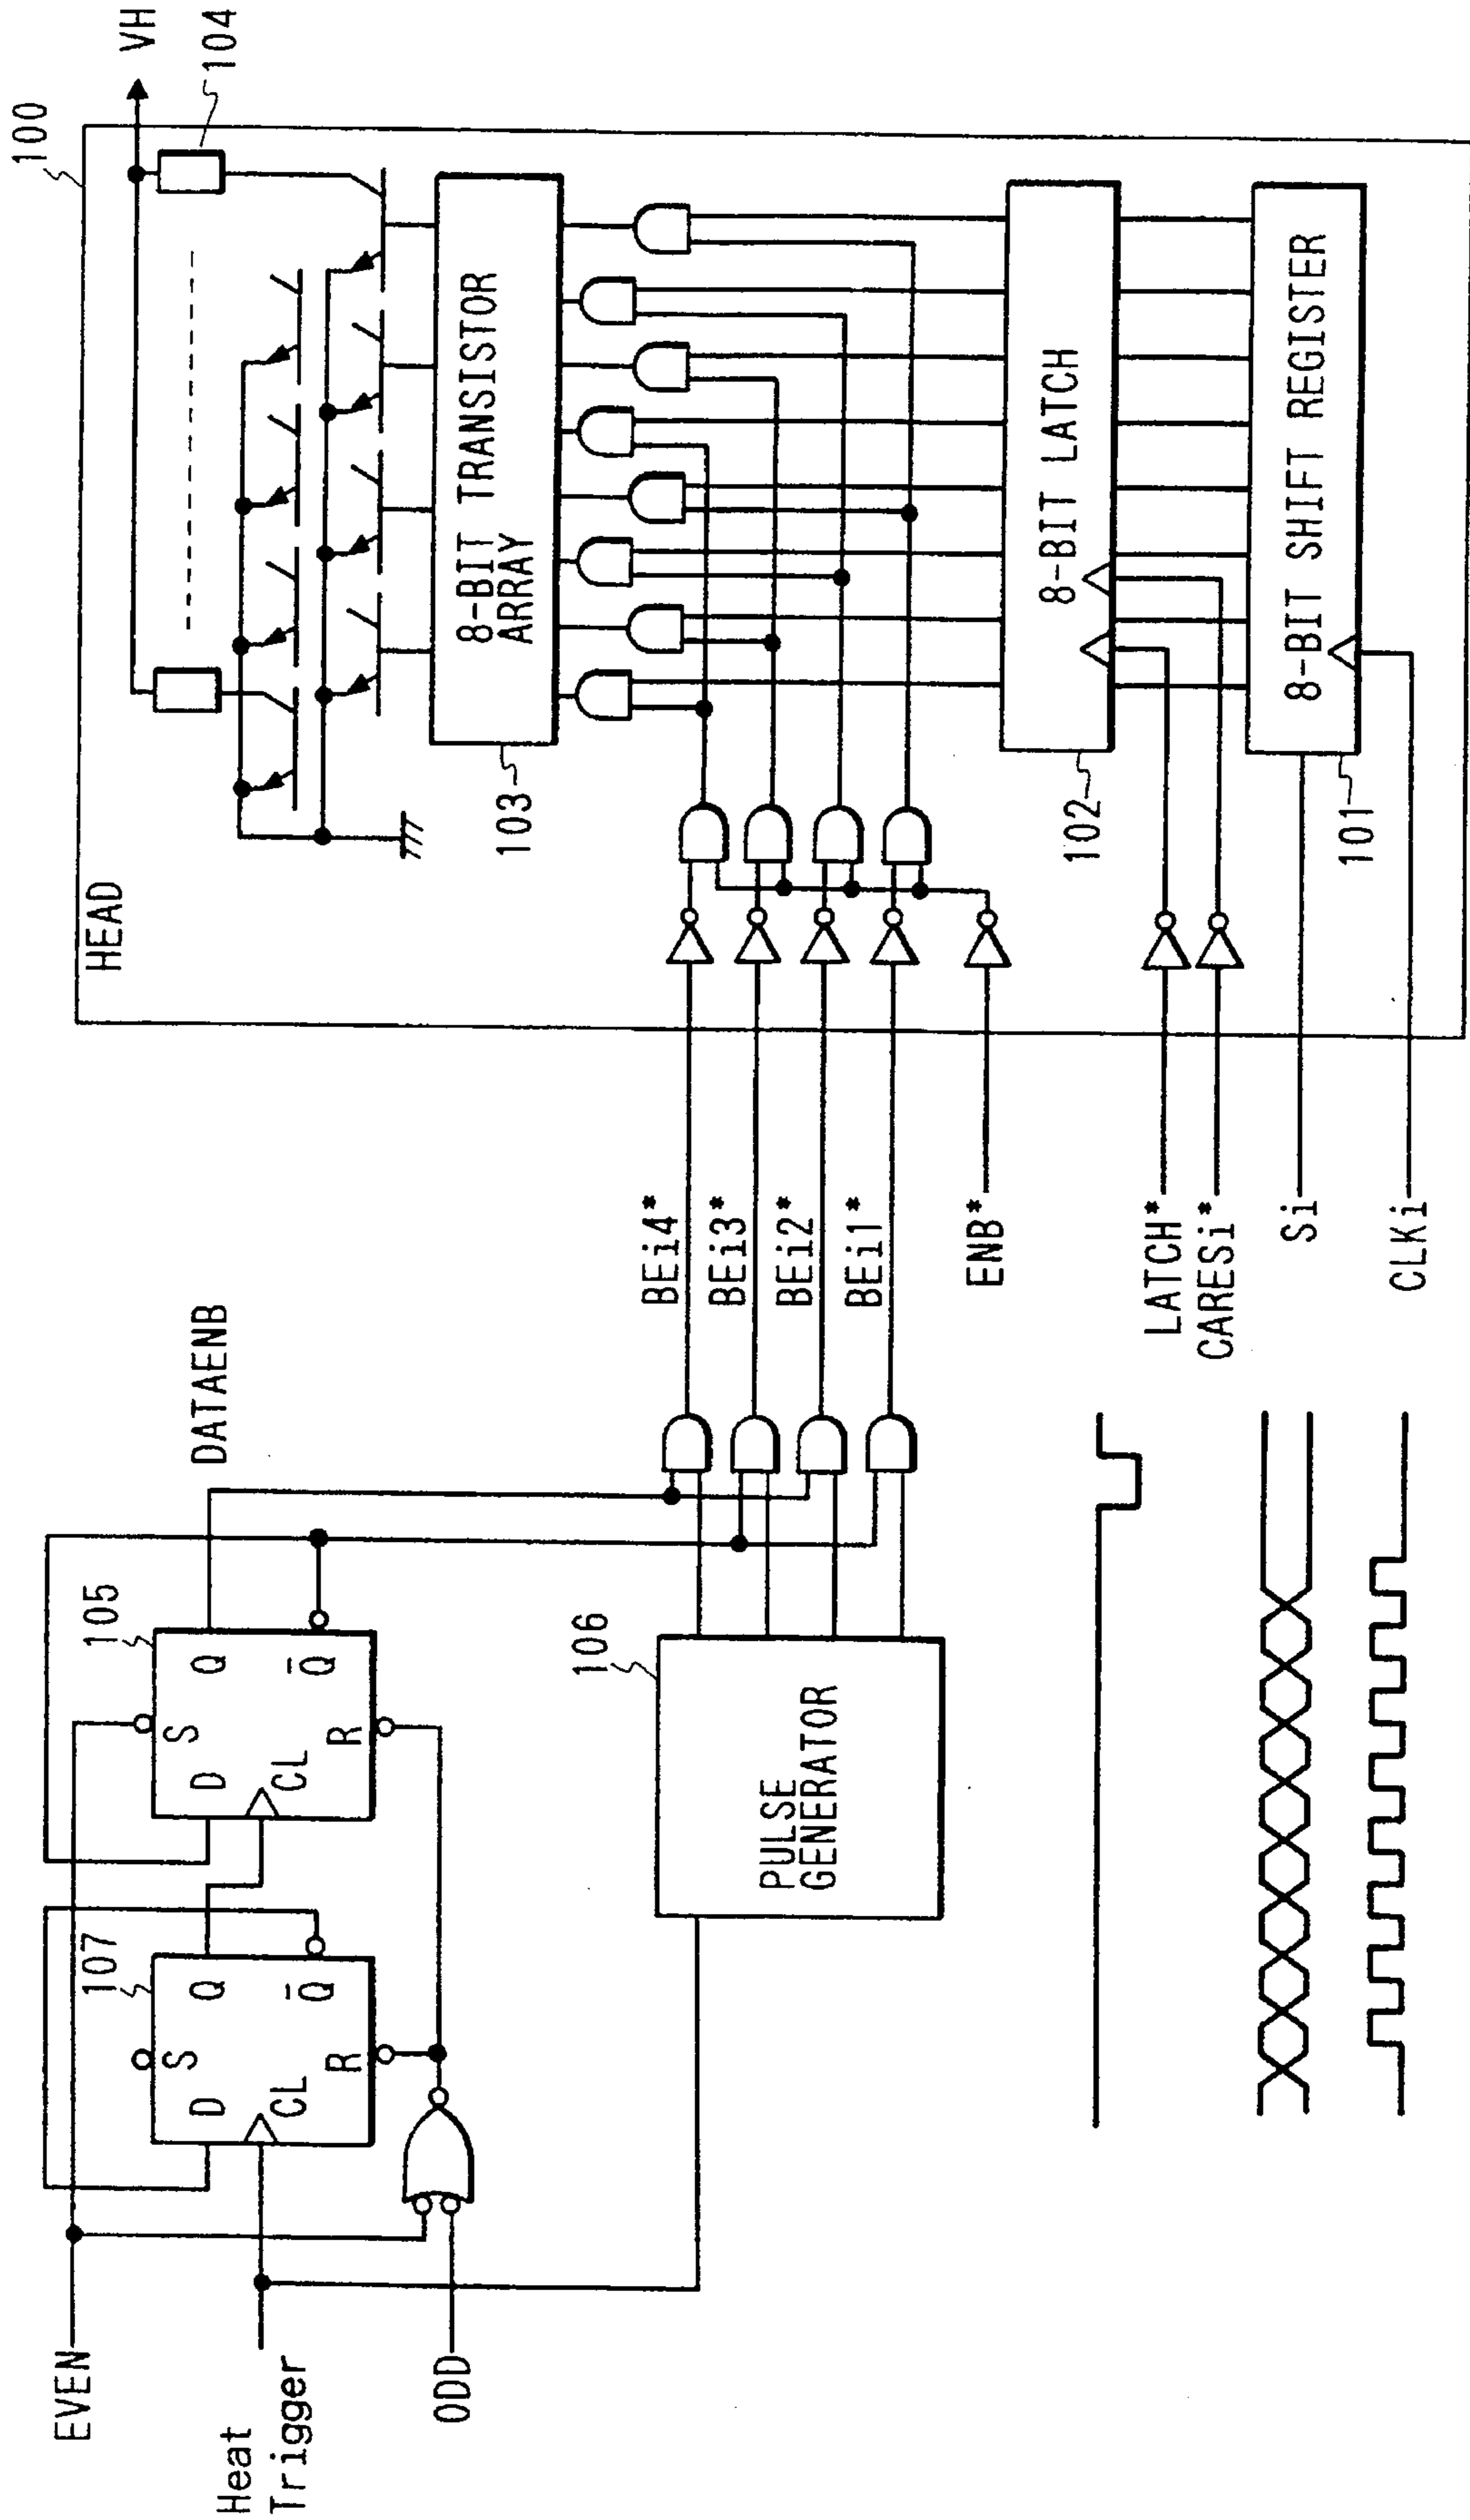 EVEN
Heat
Trigger
ODD
107
S
D
Q
CL
R
Q̄
105
S
D
Q
CL
R
Q̄
DATAENB
106
PULSE
GENERATOR
BEi4*
BEi3*
BEi2*
BEi1*
ENB*
LATCH*
CARESi*
Si
CLKi
HEAD
100
VH
104
103
8-BIT TRANSISTOR
ARRAY
102
8-BIT LATCH
101
8-BIT SHIFT REGISTER